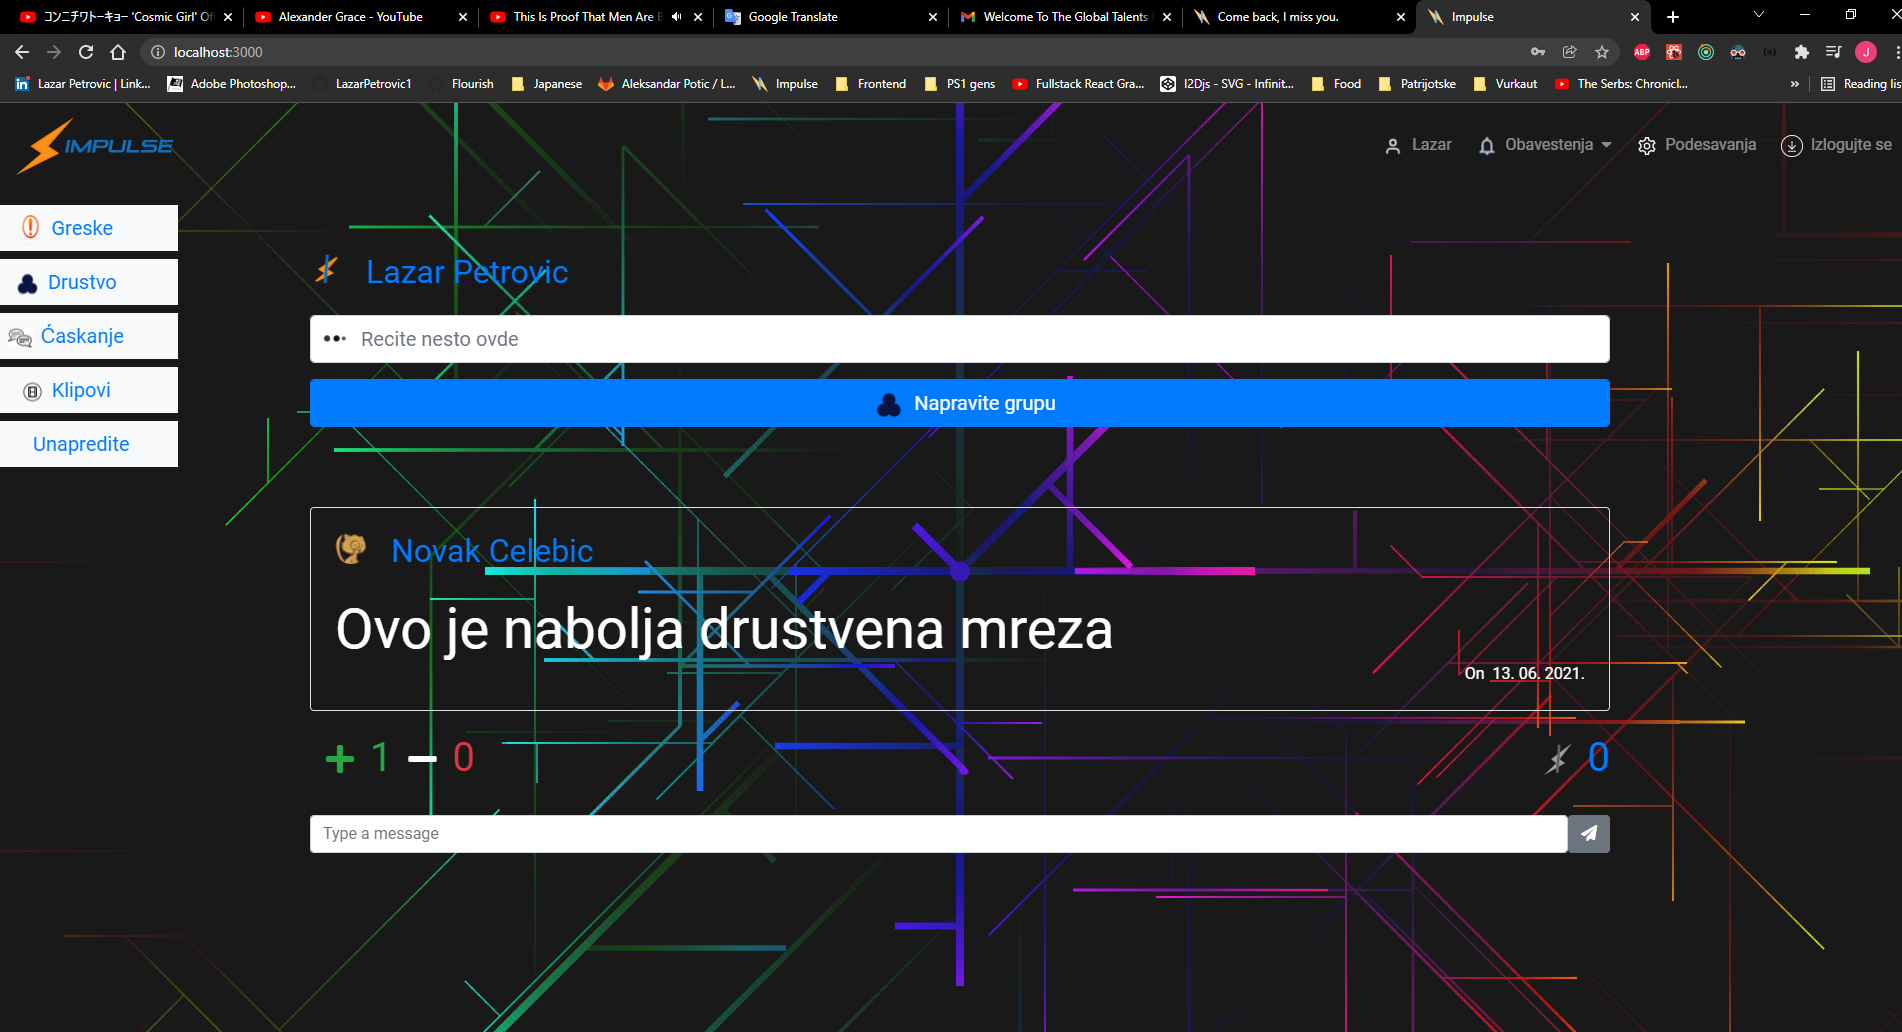 コンニチワトーキョー 'Cosmic Girl' Of
Alexander Grace - YouTube
This Is Proof That Men Are B
Google Translate
Welcome To The Global Talents
Come back, I miss you.
Impulse
localhost:3000
ABP
J
Lazar Petrovic | Link...
Adobe Photoshop...
LazarPetrovic1
Flourish
Japanese
Aleksandar Potic / L...
Impulse
Frontend
PS1 gens
Fullstack React Gra...
I2Djs - SVG - Infinit...
Food
Patrijotske
Vurkaut
The Serbs: Chronicl...
»
Reading lis
IMPULSE
Lazar
Obavestenja
Podesavanja
Izlogujte se
Greske
Drustvo
Ćaskanje
Klipovi
Unapredite
Lazar Petrovic
Recite nesto ovde
Napravite grupu
Novak Celebic
Ovo je nabolja drustvena mreza
On 13. 06. 2021.
1
0
0
Type a message